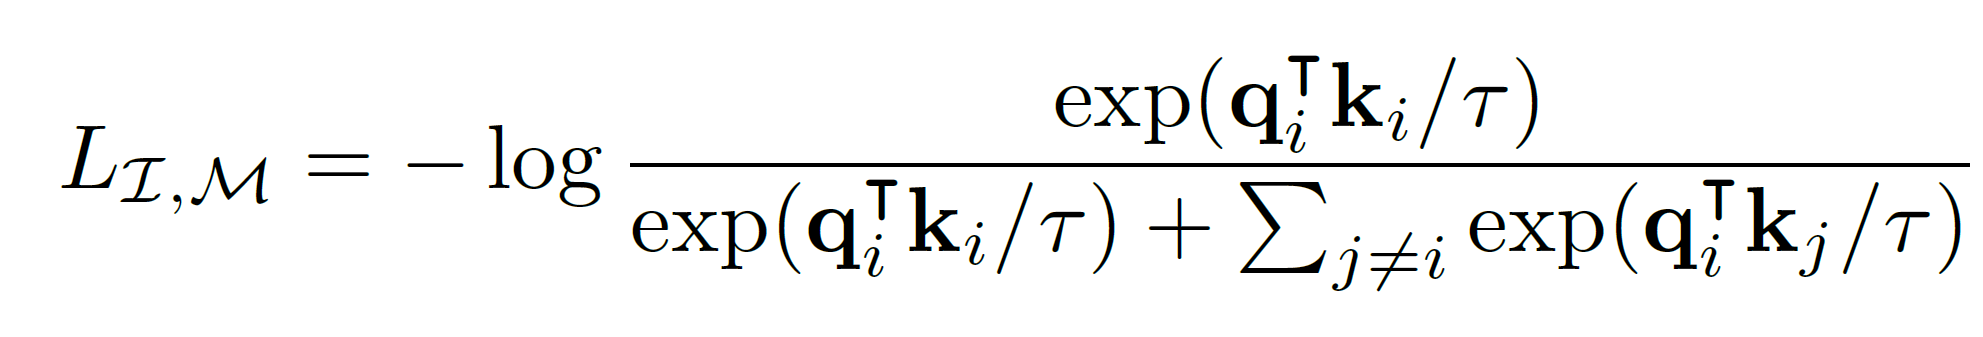 $L_{\mathcal{I},\mathcal{M}} = -\log \frac{\exp(\mathbf{q}_i^\intercal \mathbf{k}_i/\tau)}{\exp(\mathbf{q}_i^\intercal \mathbf{k}_i/\tau) + \sum_{j \neq i} \exp(\mathbf{q}_i^\intercal \mathbf{k}_j/\tau)}$